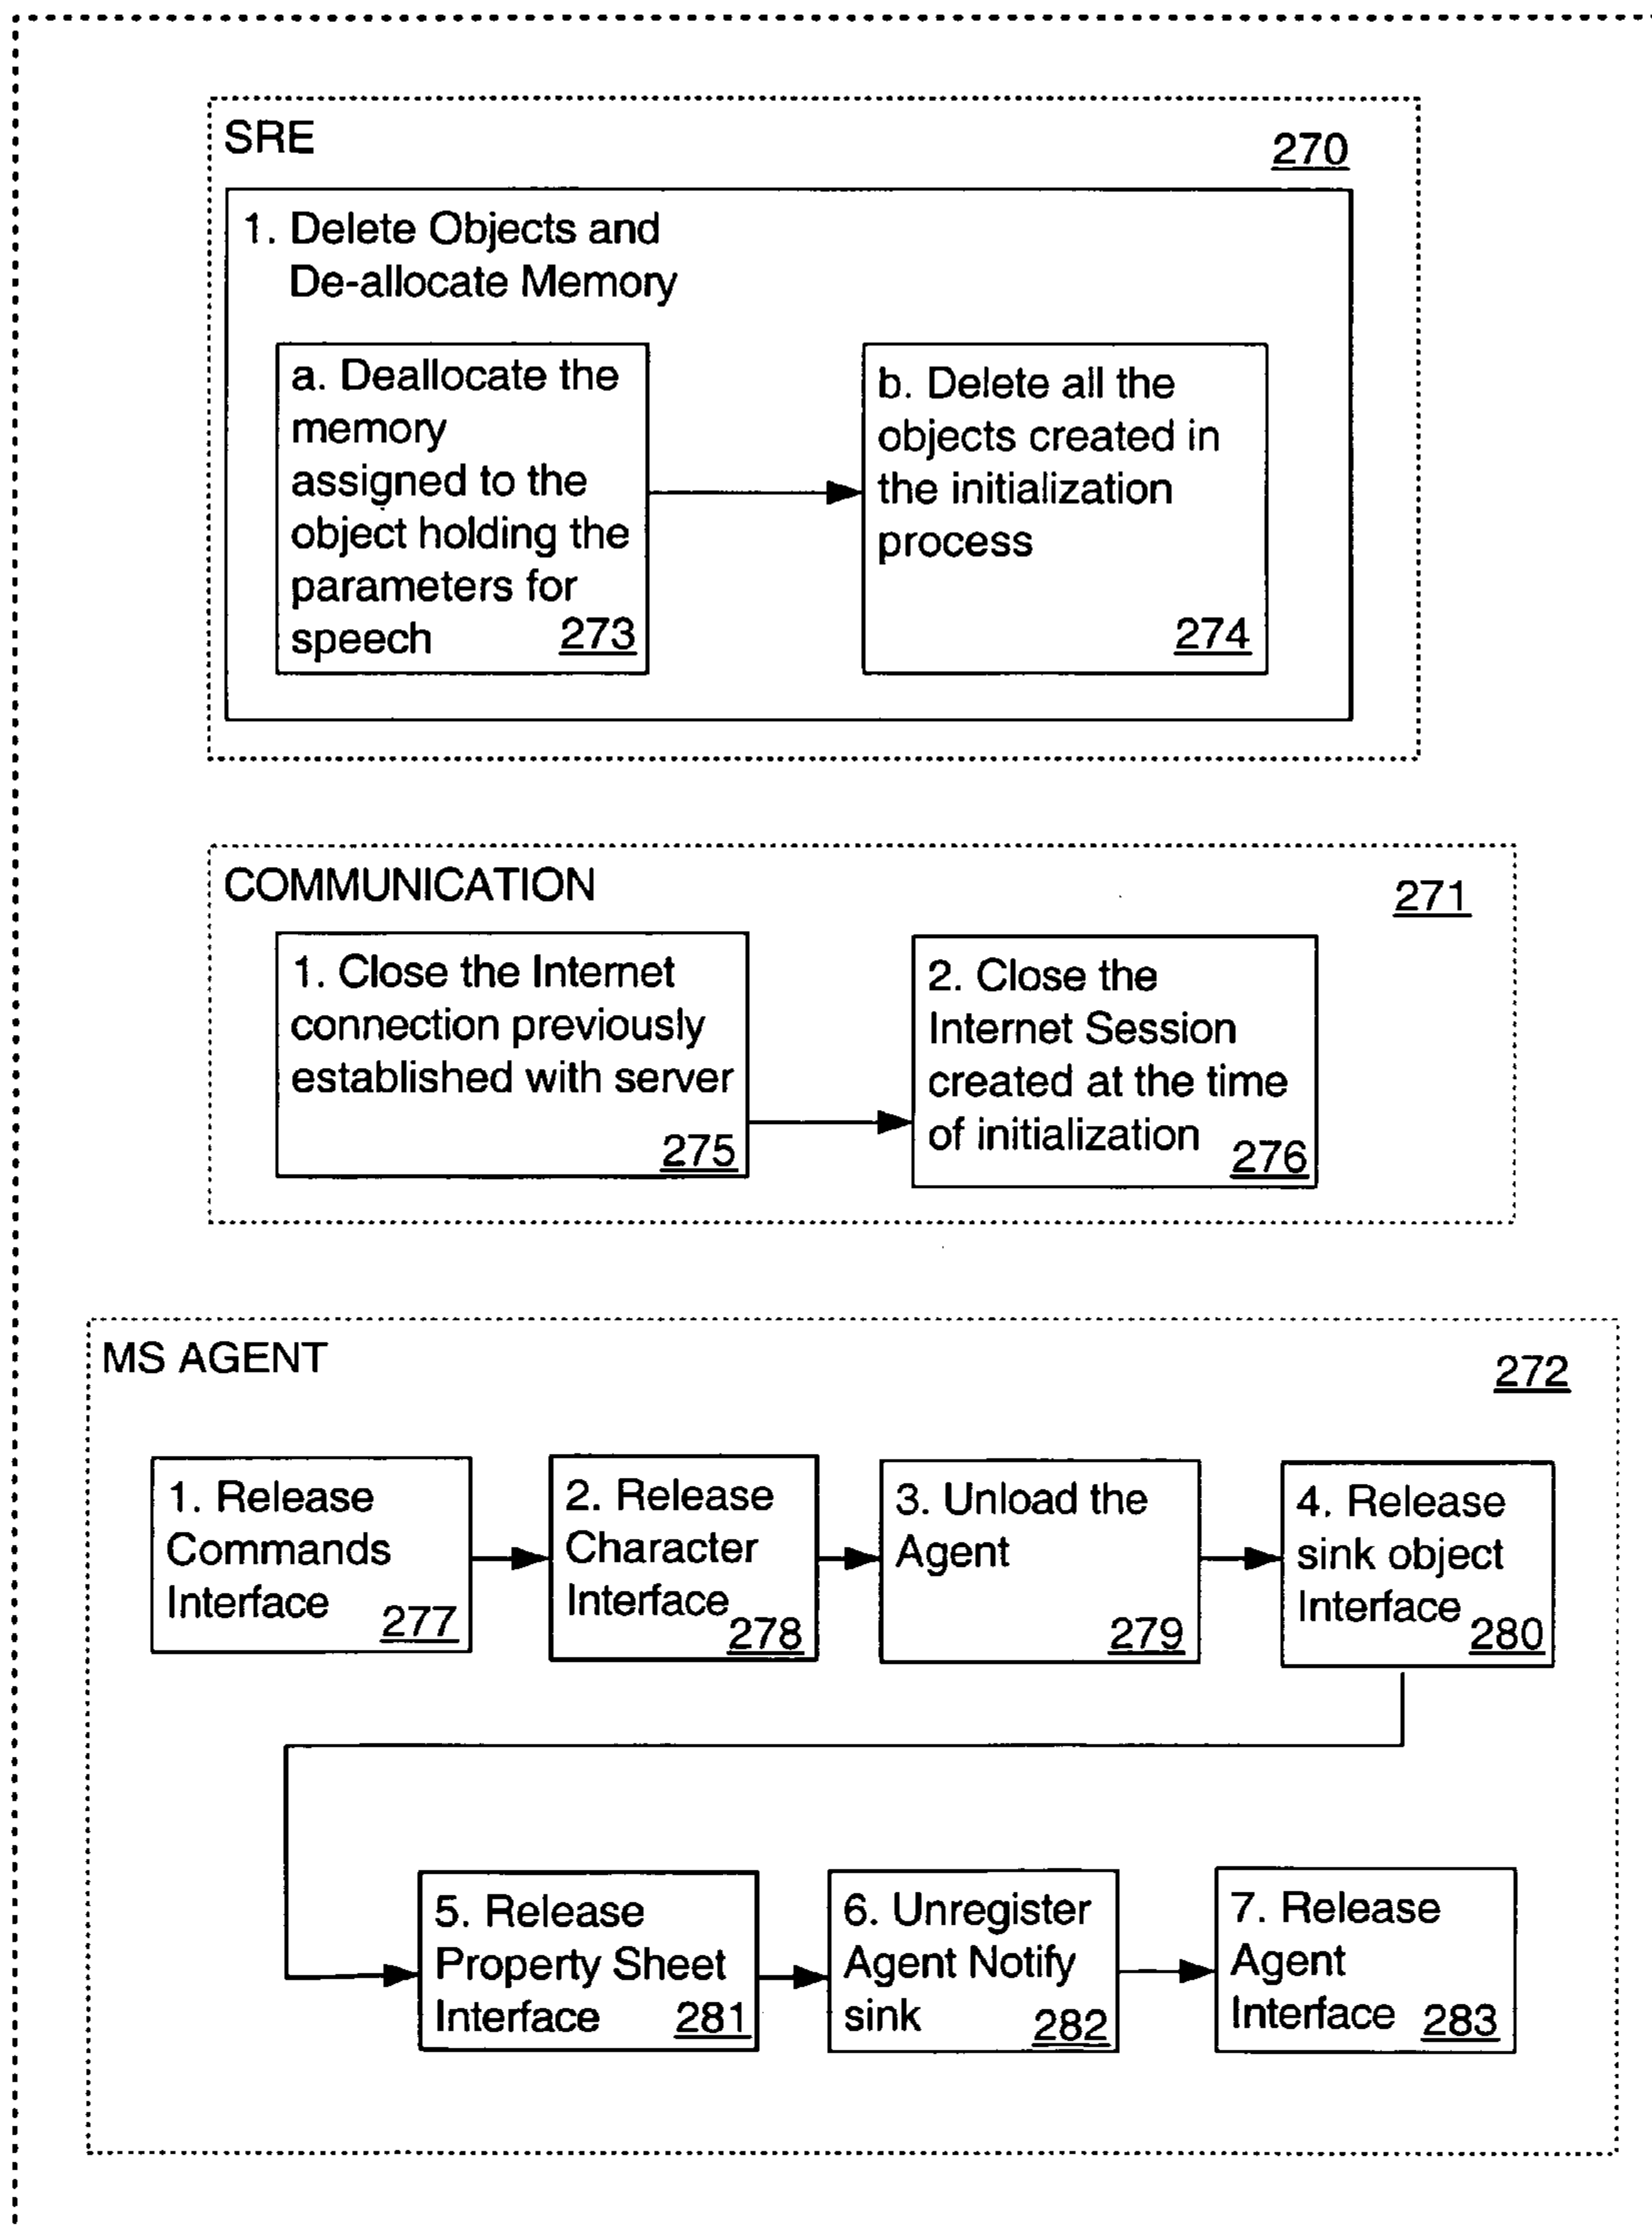 SRE
270
1. Delete Objects and
De-allocate Memory
a. Deallocate the
memory
assigned to the
object holding the
parameters for
speech 273
b. Delete all the
objects created in
the initialization
process
274
COMMUNICATION
271
1. Close the Internet
connection previously
established with server
275
2. Close the
Internet Session
created at the time
of initialization 276
MS AGENT
272
1. Release
Commands
Interface 277
2. Release
Character
Interface 278
3. Unload the
Agent
279
4. Release
sink object
Interface 280
5. Release
Property Sheet
Interface 281
6. Unregister
Agent Notify
sink 282
7. Release
Agent
Interface 283